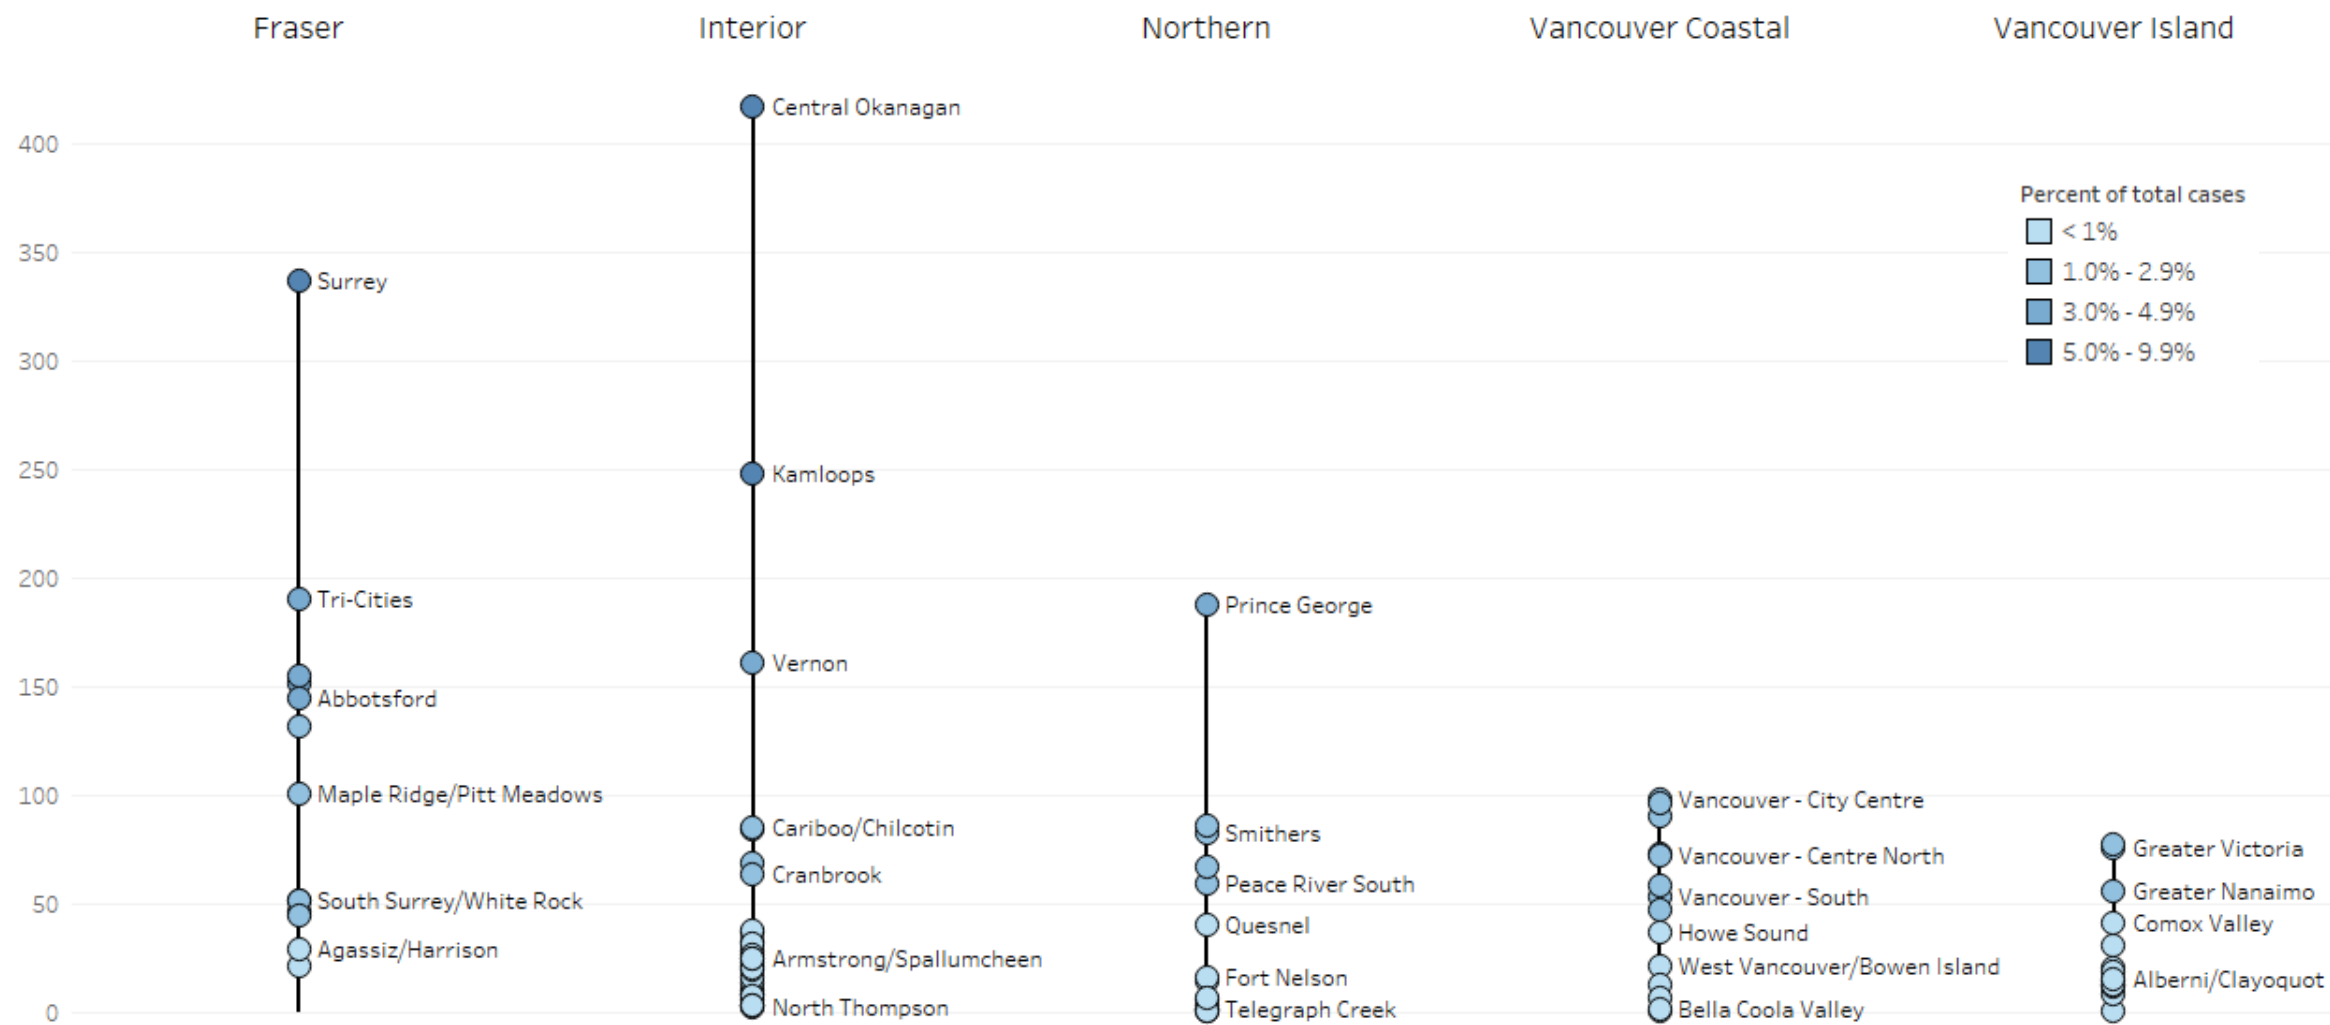 Fraser
Interior
Northern
Vancouver Coastal
Vancouver Island
400
350
300
250
200
150
100
50
0
Surrey
Tri-Cities
Abbotsford
Maple Ridge/Pitt Meadows
South Surrey/White Rock
Agassiz/Harrison
Central Okanagan
Kamloops
Vernon
Cariboo/Chilcotin
Cranbrook
Armstrong/Spallumcheen
North Thompson
Prince George
Smithers
Peace River South
Quesnel
Fort Nelson
Telegraph Creek
Vancouver - City Centre
Vancouver - Centre North
Vancouver - South
Howe Sound
West Vancouver/Bowen Island
Bella Coola Valley
Percent of total cases
< 1%
1.0% - 2.9%
3.0% - 4.9%
5.0% - 9.9%
Greater Victoria
Greater Nanaimo
Comox Valley
Alberni/Clayoquot